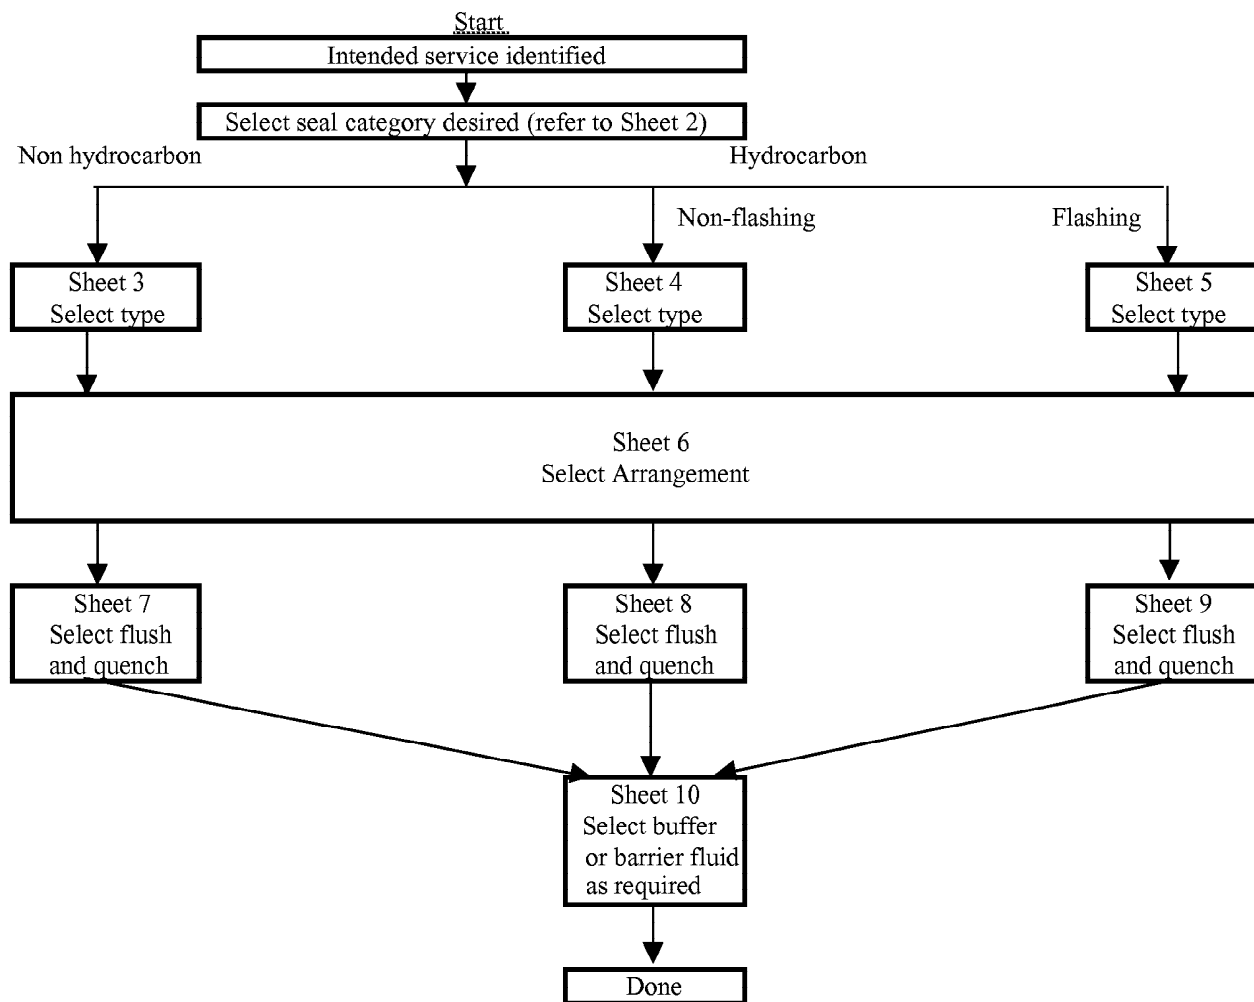 Start
Intended service identified
Select seal category desired (refer to Sheet 2)
Non hydrocarbon
Hydrocarbon
Non-flashing
Flashing
Sheet 3
Select type
Sheet 4
Select type
Sheet 5
Select type
Sheet 6
Select Arrangement
Sheet 7
Select flush
and quench
Sheet 8
Select flush
and quench
Sheet 9
Select flush
and quench
Sheet 10
Select buffer
or barrier fluid
as required
Done